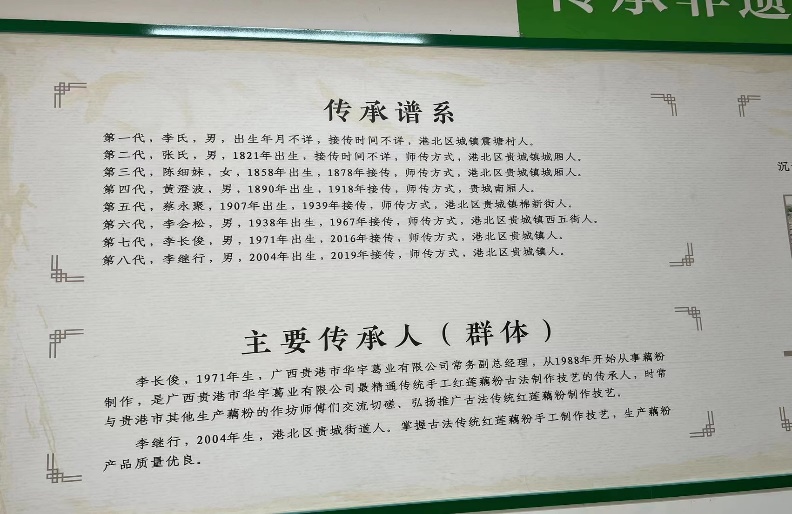 传承非遗
传承谱系
第一代，李氏，男，出生年月不详，接传时间不详，港北区城镇震塘村人。
第二代，张氏，男，1821年出生，接传时间不详，师传方式，港北区贵城镇城厢人。
第三代，陈细妹，女，1858年出生，1878年接传，师传方式，港北区贵城镇城厢人。
第四代，黄澄波，男，1890年出生，1918年接传，师传方式，贵城南厢人。
第五代，蔡永聚，1907年出生，1939年接传，师传方式，港北区贵城镇棉新街人。
第六代，李会松，男，1938年出生，1967年接传，师传方式，港北区贵城镇西五街人。
第七代，李长俊，男，1971年出生，2016年接传，师传方式，港北区贵城镇人。
第八代，李继行，男，2004年出生，2019年接传，师传方式，港北区贵城镇人。
主要传承人（群体）
李长俊，1971年生，广西贵港市华宇葛业有限公司常务副总经理，从1988年开始从事藕粉
制作，是广西贵港市华宇葛业有限公司最精通传统手工红莲藕粉古法制作技艺的传承人，时常
与贵港市其他生产藕粉的作坊师傅们交流切磋、弘扬推广古法传统红莲藕粉制作技艺，
李继行，2004年生，港北区贵城街道人。掌握古法传统红莲藕粉手工制作技艺，生产藕粉
产品质量优良。
沉